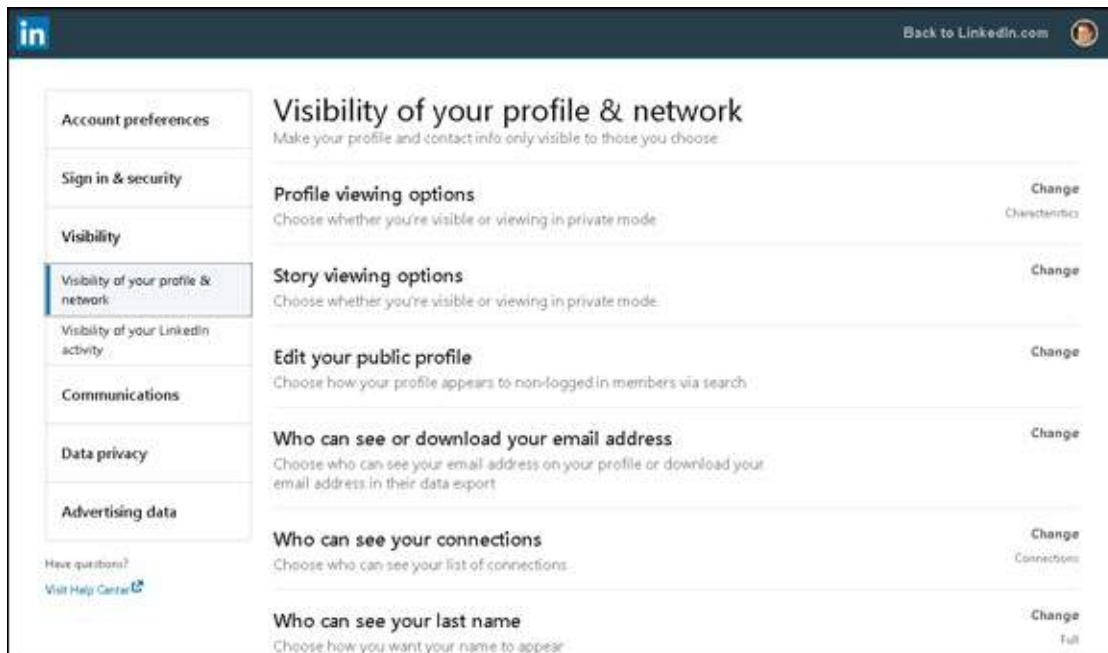 in
Back to LinkedIn.com
Account preferences
Sign in & security
Visibility
Visibility of your profile &
network
Visibility of your LinkedIn
activity
Communications
Data privacy
Advertising data
Have questions?
Visit Help Center
Visibility of your profile & network
Make your profile and contact info only visible to those you choose
Profile viewing options
Change
Choose whether you're visible or viewing in private mode
Characteristics
Story viewing options
Change
Choose whether you're visible or viewing in private mode.
Edit your public profile
Change
Choose how your profile appears to non-logged in members via search
Who can see or download your email address
Change
Choose who can see your email address on your profile or download your
email address in their data export
Who can see your connections
Change
Choose who can see your list of connections
Connections
Who can see your last name
Change
Choose how you want your name to appear
Full